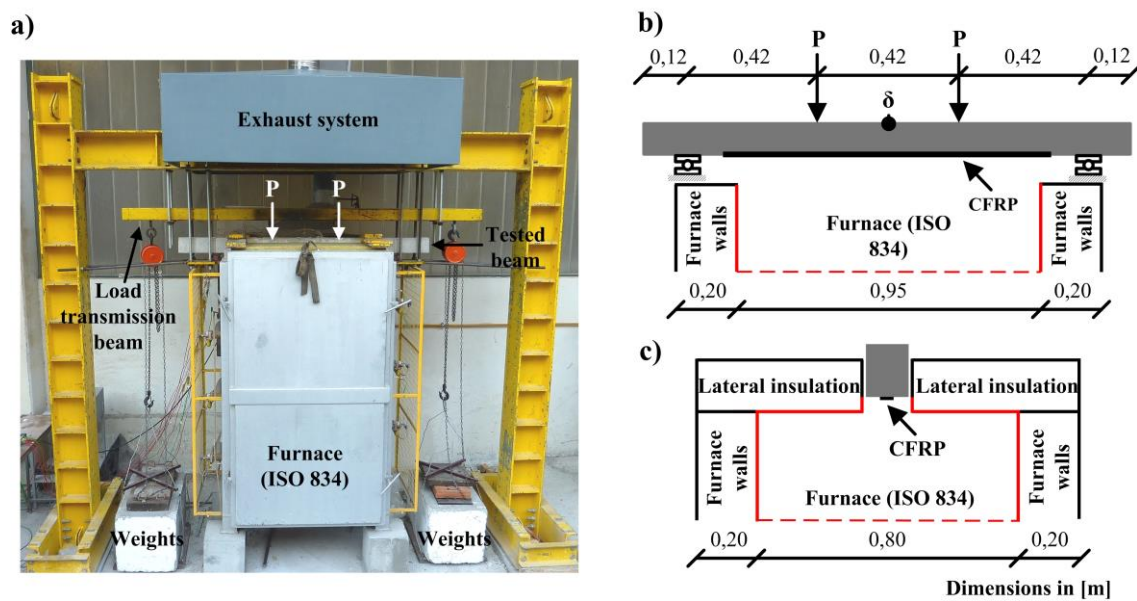 a)
Exhaust system
P
P
Tested
beam
Load
transmission
beam
Furnace
(ISO 834)
Weights
Weights
b)
P
P
0,12
0,42
0,42
0,42
0,12
δ
CFRP
Furnace
walls
Furnace (ISO
834)
Furnace
walls
0,20
0,95
0,20
c)
Lateral insulation
Lateral insulation
CFRP
Furnace
walls
Furnace (ISO 834)
Furnace
walls
0,20
0,80
0,20
Dimensions in [m]